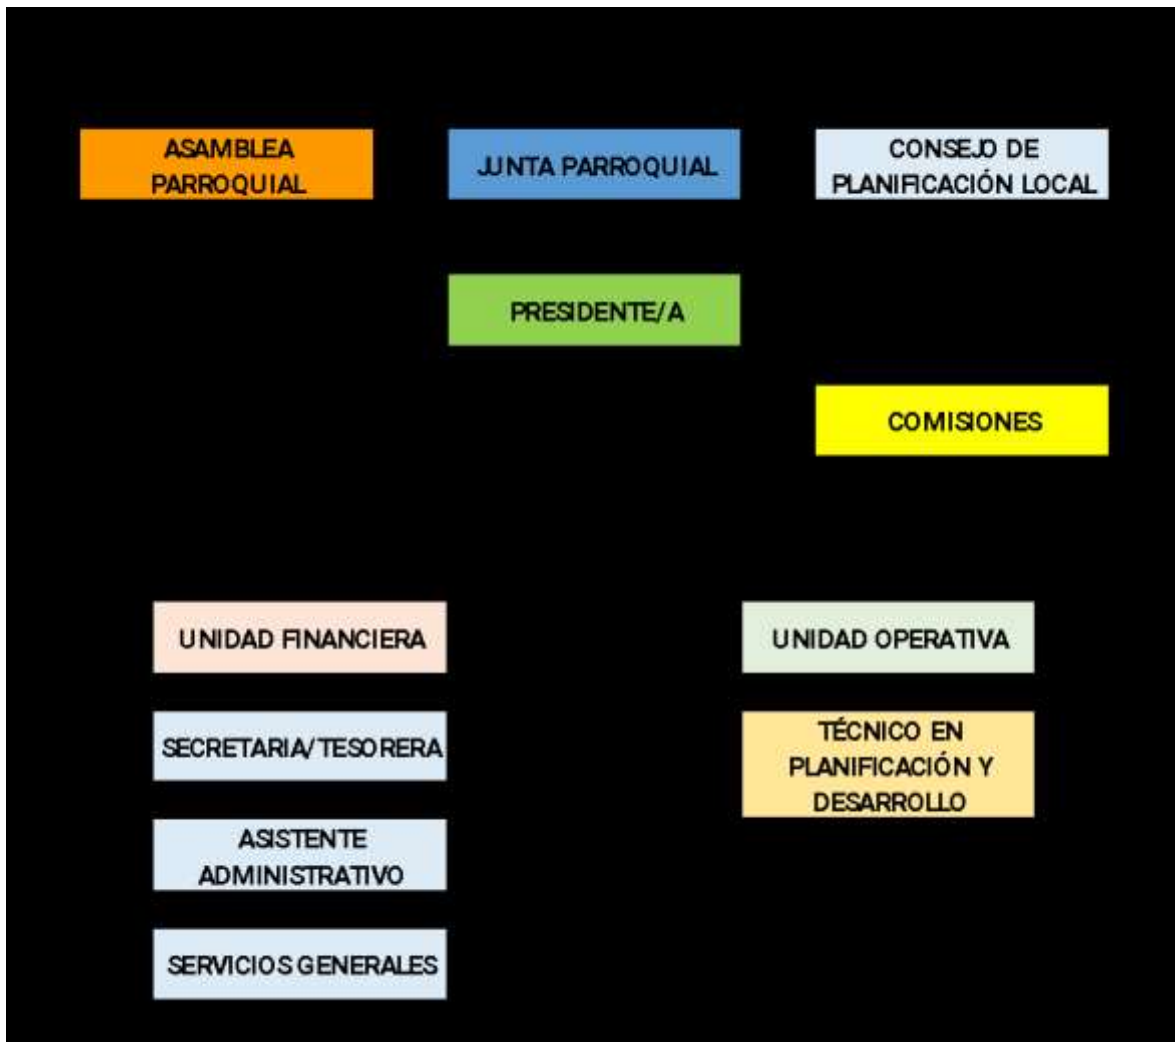 ASAMBLEA
PARROQUIAL
JUNTA PARROQUIAL
CONSEJO DE
PLANIFICACIÓN LOCAL
PRESIDENTE/A
COMISIONES
UNIDAD FINANCIERA
UNIDAD OPERATIVA
SECRETARIA/TESORERA
TÉCNICO EN
PLANIFICACIÓN Y
DESARROLLO
ASISTENTE
ADMINISTRATIVO
SERVICIOS GENERALES